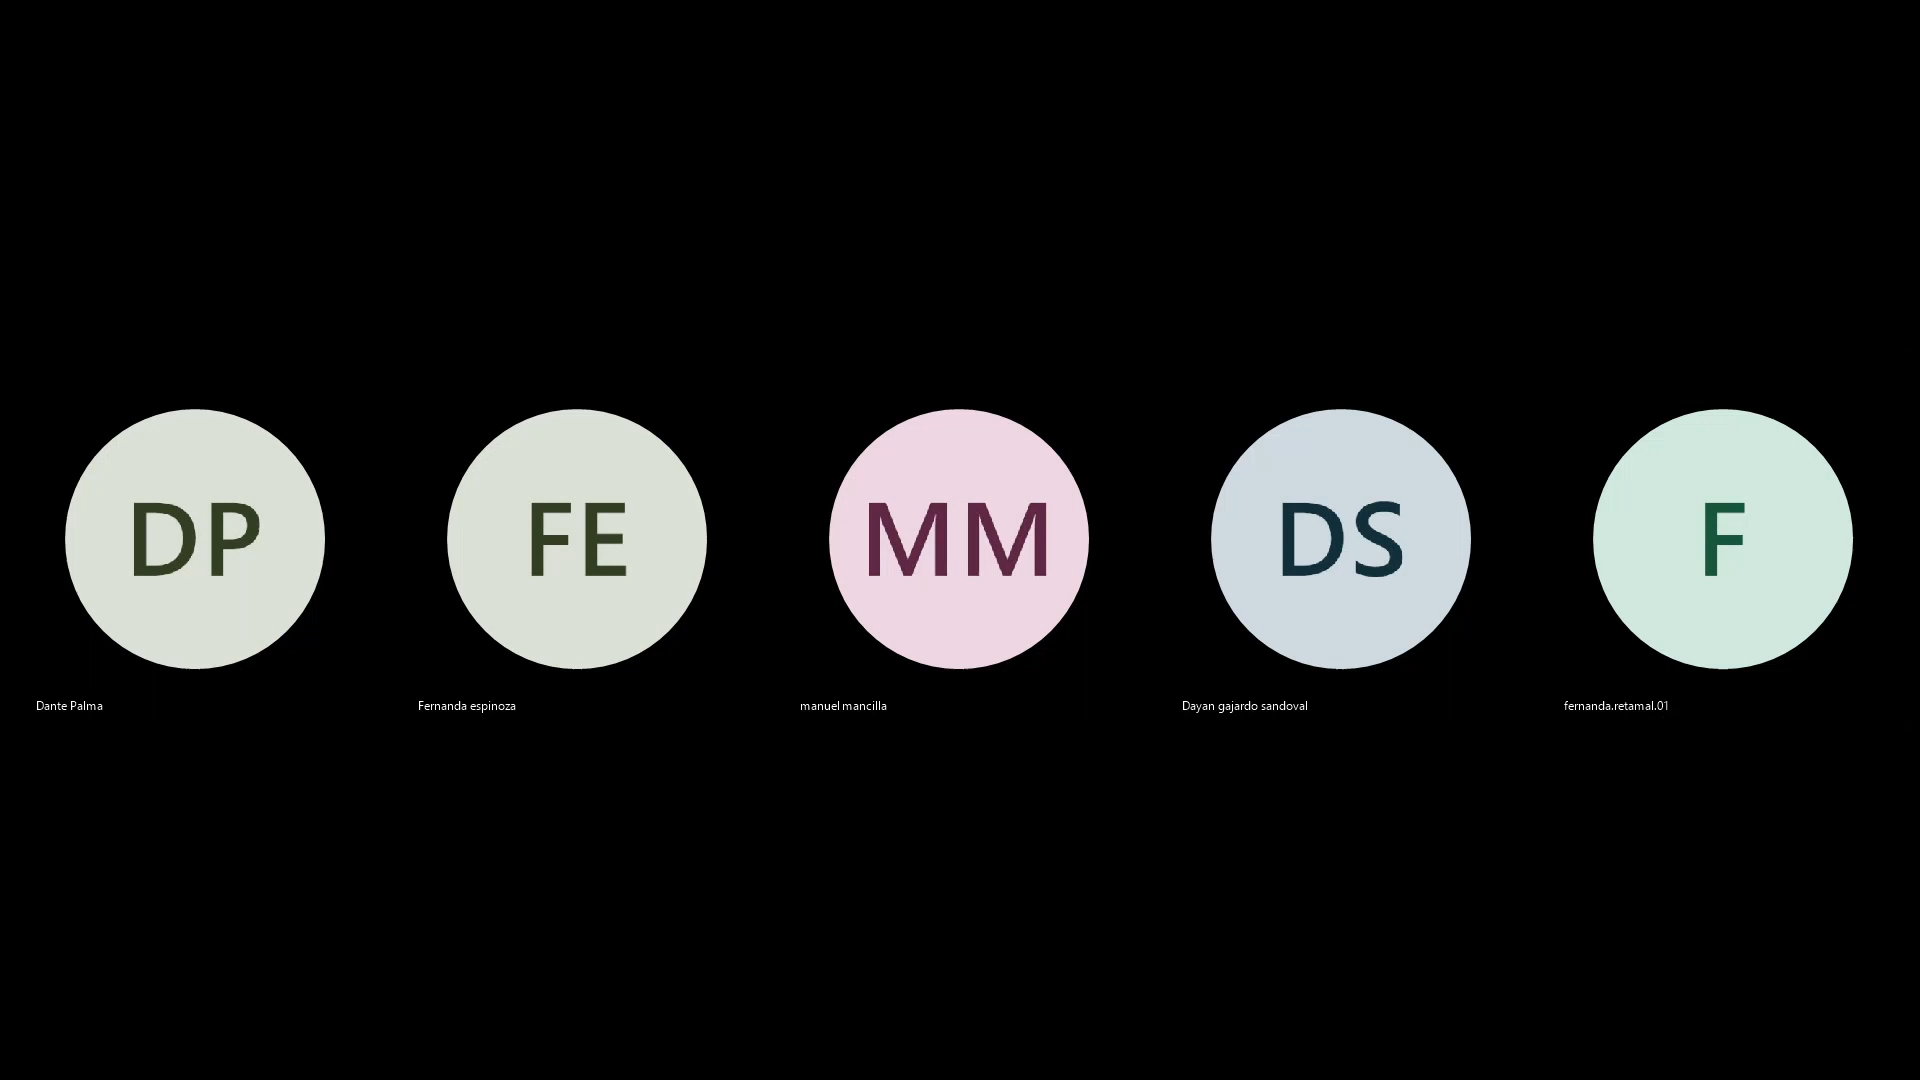 DP
FE
MM
DS
F
Dante Palma
Fernanda espinoza
manuel mancilla
Dayan gajardo sandoval
fernanda.retamal.01